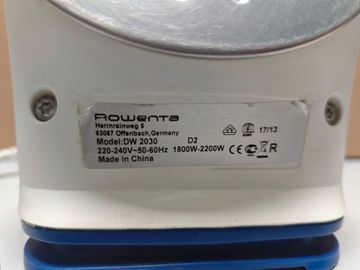 Rowenta
Herrnrainweg 5
63067 Offenbach,Germany
Model:DW 2030 D2
220-240V~50-60Hz 1800W-2200W
Made in China
17/13